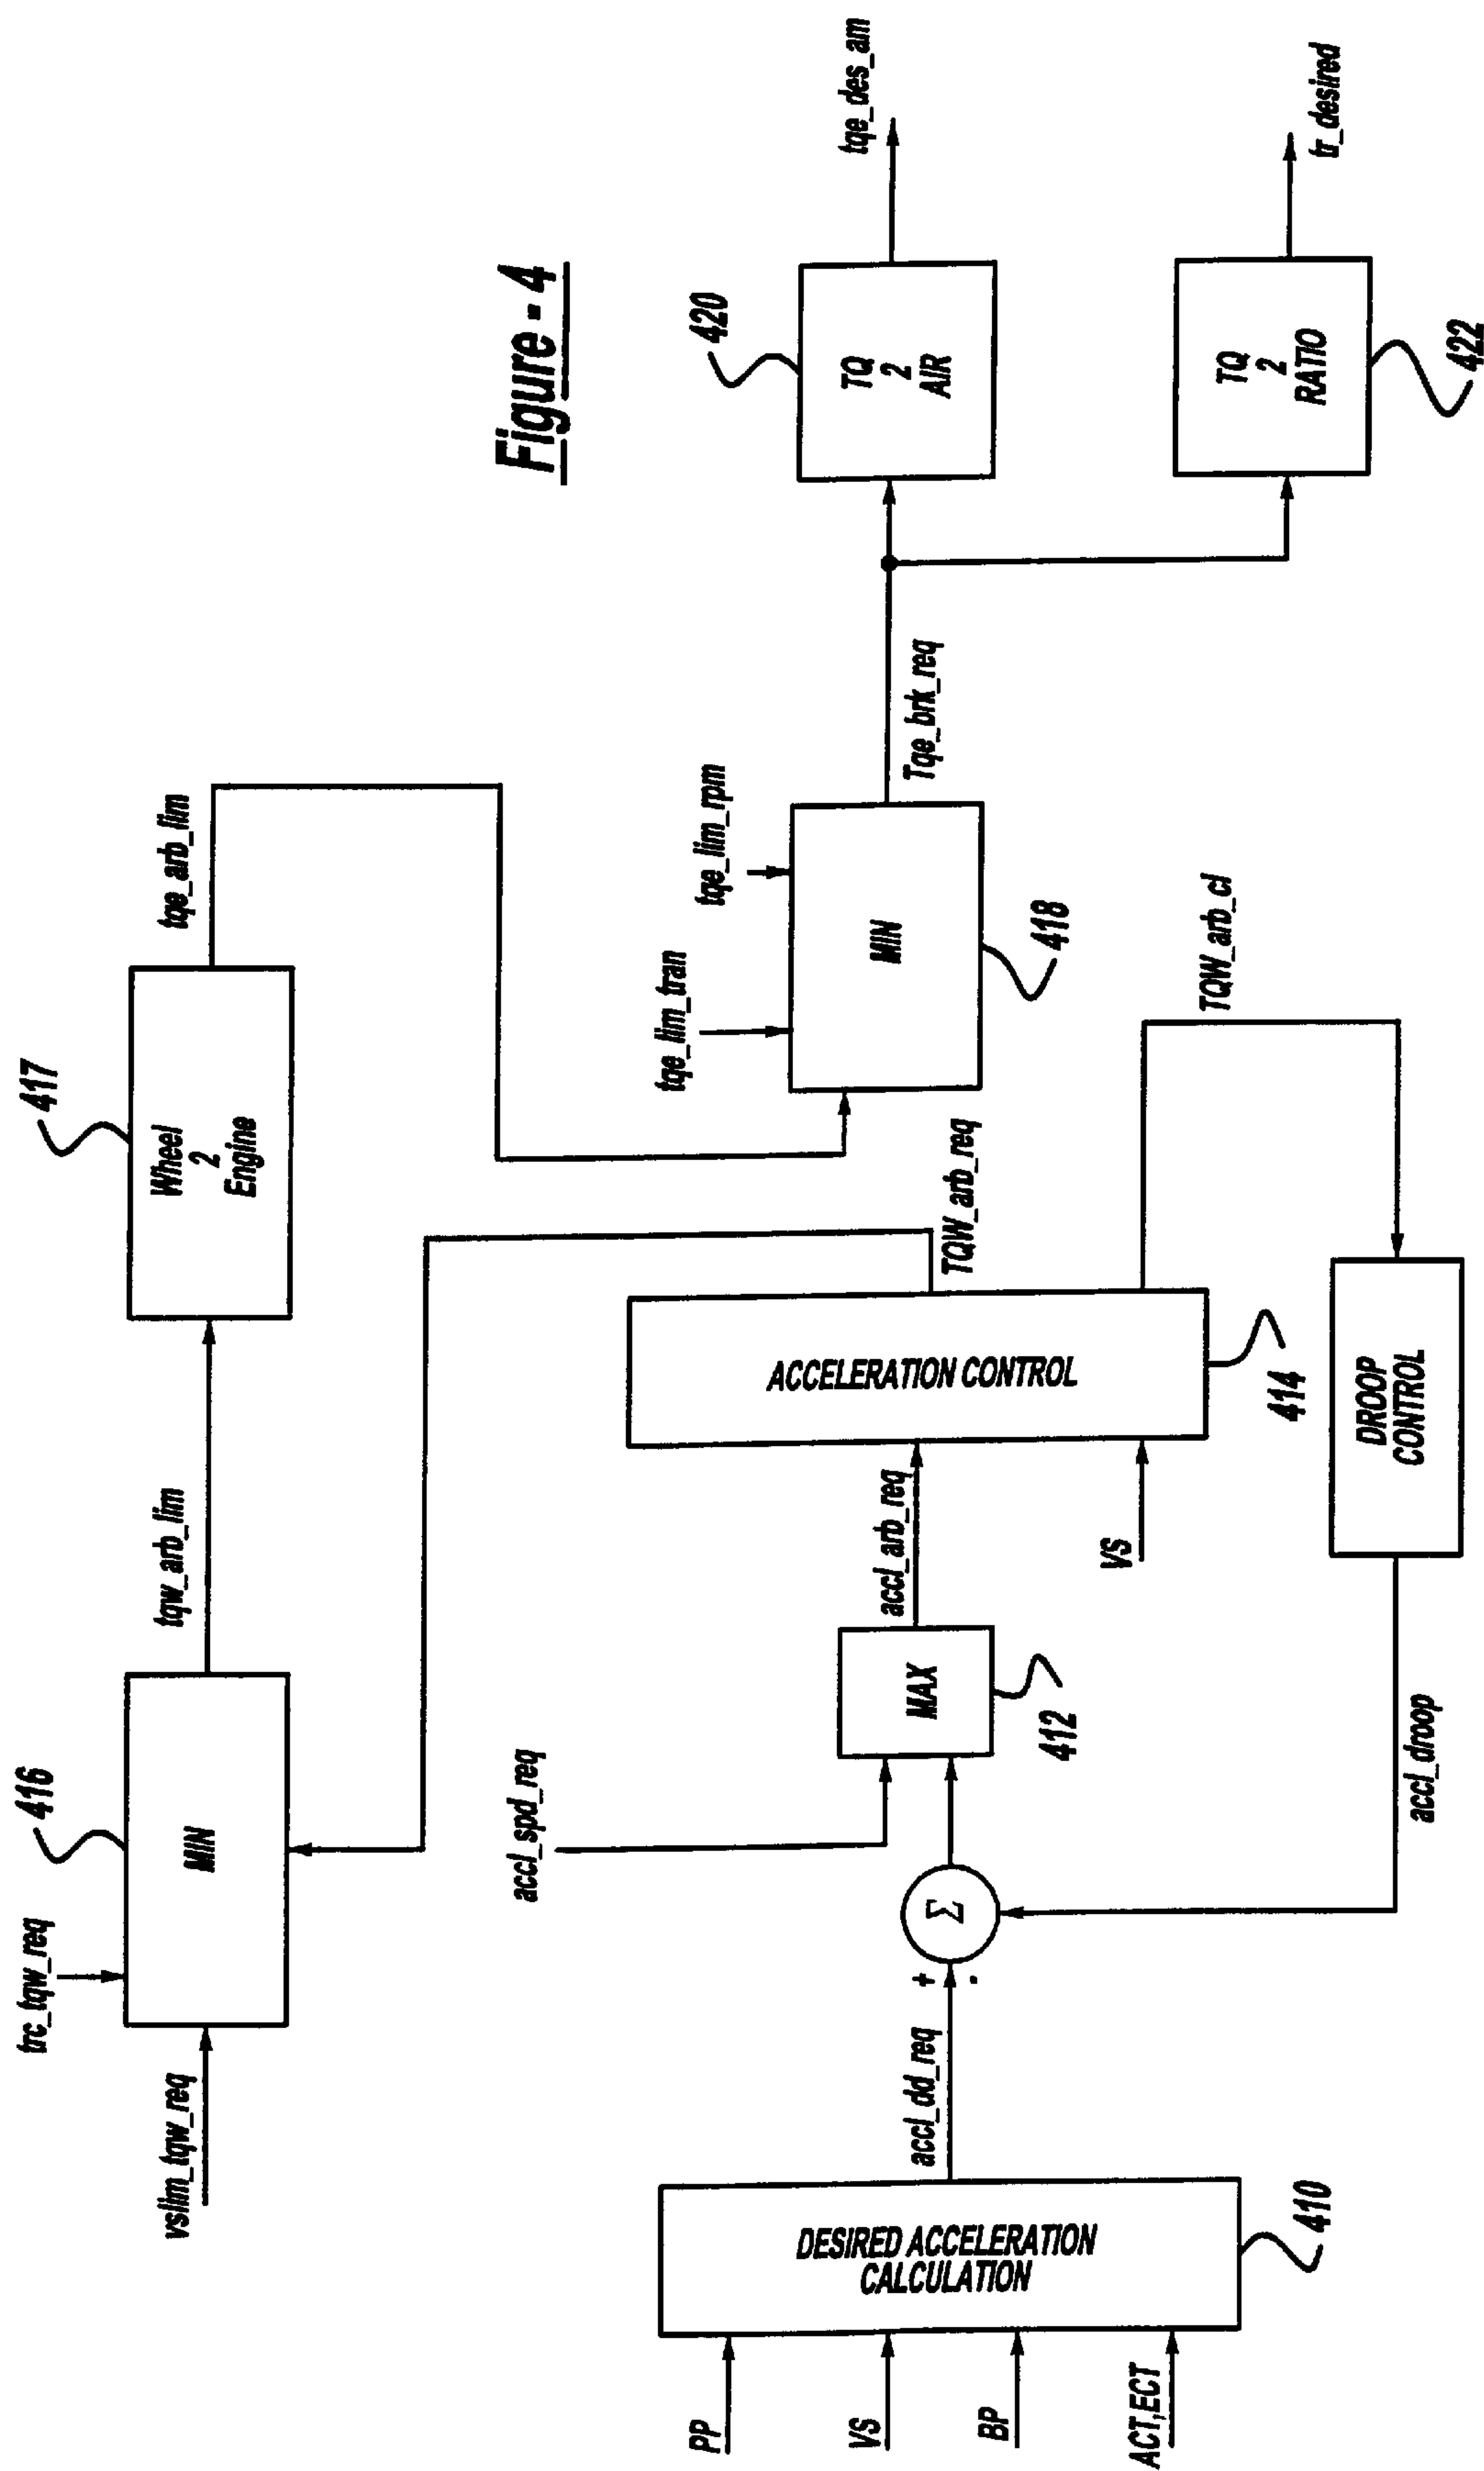 Figure - 4
trc_tqw_req
416
vslim_tqw_req
MIN
tqw_arb_lim
417
Wheel
2
Engine
tqe_arb_lim
accl_spd_req
TQW_arb_req
tqe_lim_tran
tqe_lim_rpm
MIN
418
Tqe_brk_req
420
TQ
2
AIR
tqe_des_am
TQ
2
RATIO
422
tr_desired
PP
VS
BP
ACT,ECT
DESIRED ACCELERATION
CALCULATION
410
accl_dd_req
+
-
Σ
MAX
412
accl_arb_req
VS
ACCELERATION CONTROL
414
TQW_arb_cl
DROOP
CONTROL
accl_droop